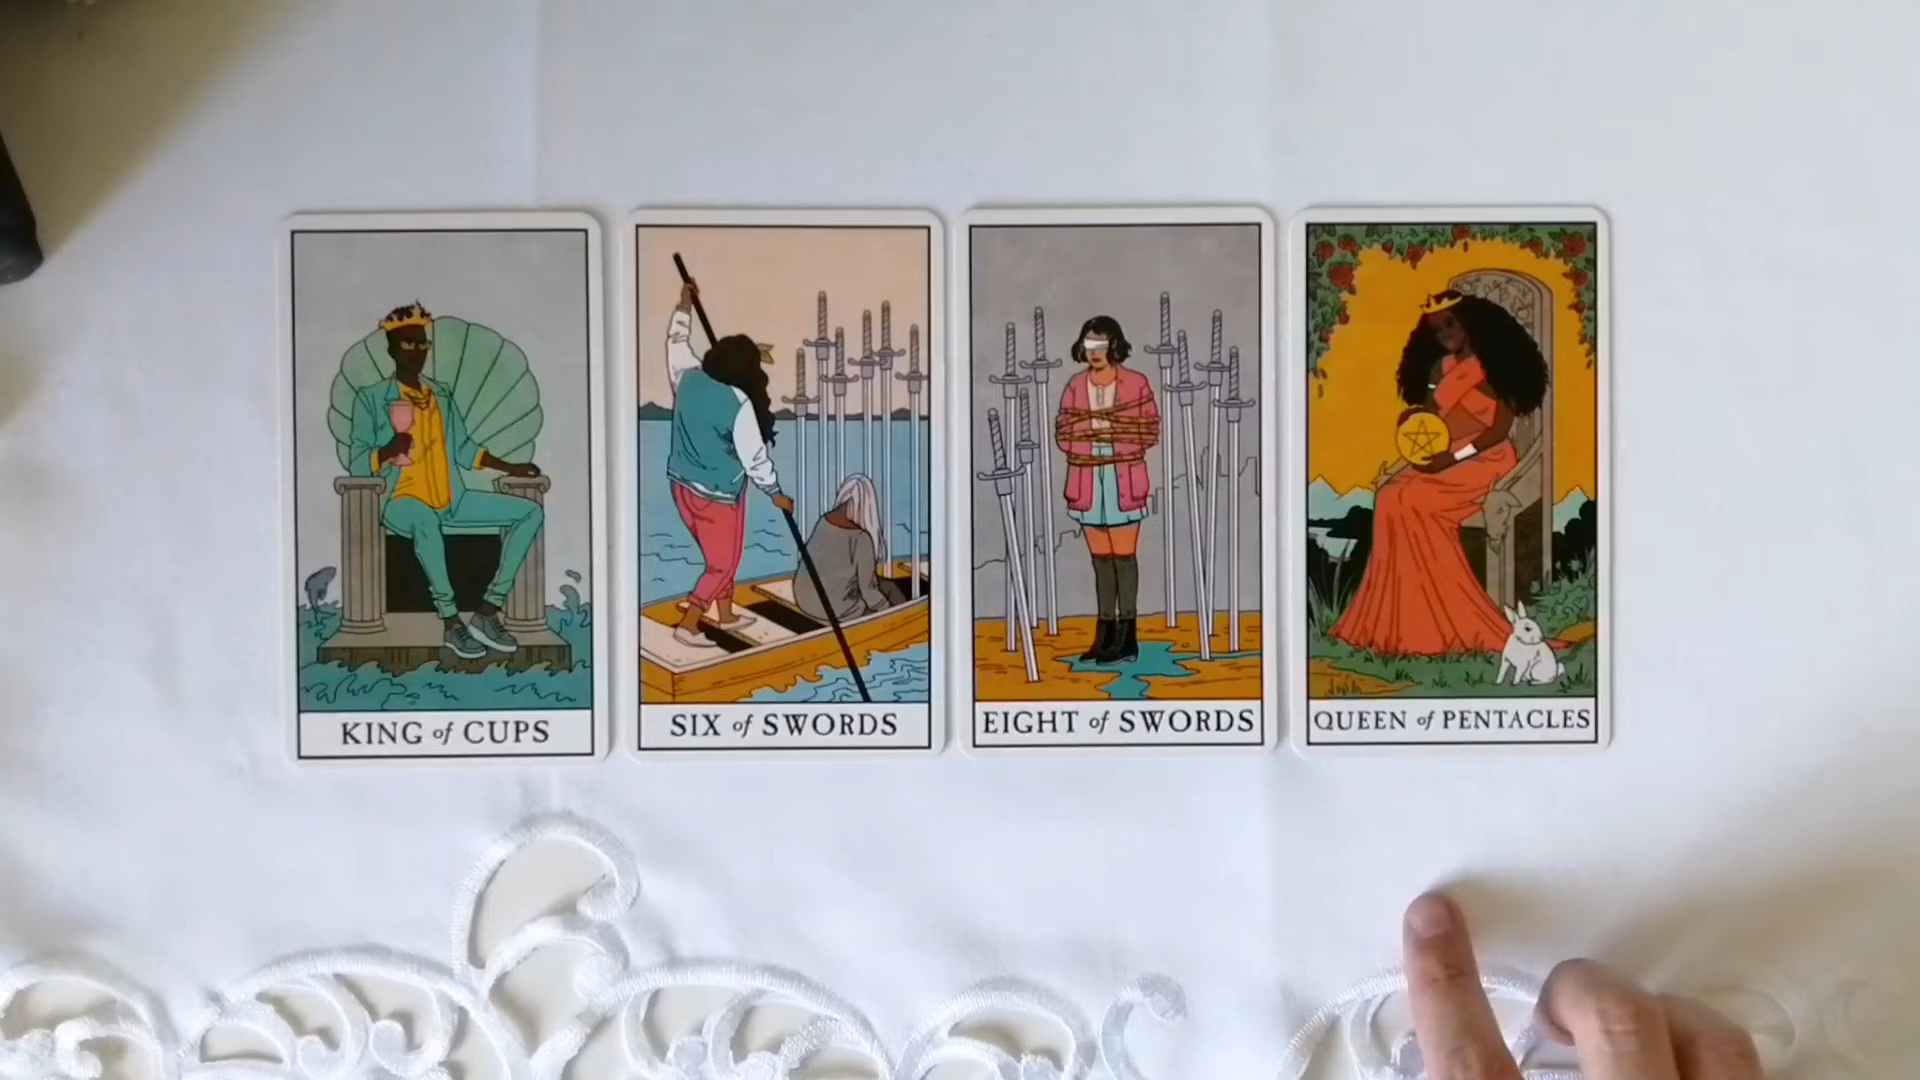 KING of CUPS
SIX of SWORDS
EIGHT of SWORDS
QUEEN of PENTACLES